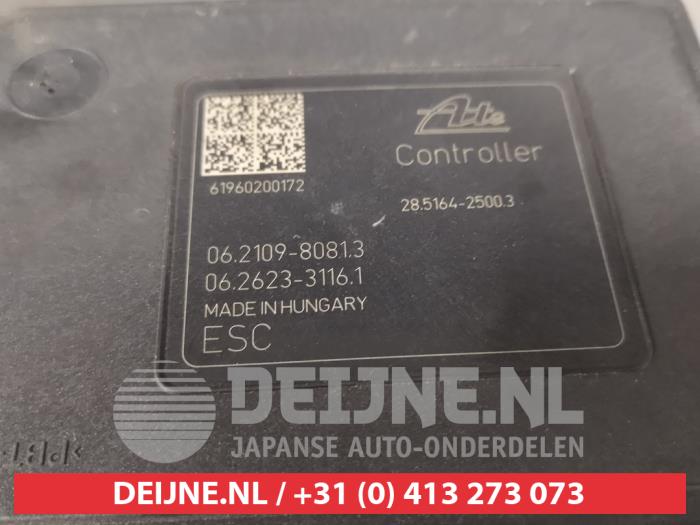 Ate
Controller
61960200172
28.5164-2500.3
06.2109-8081.3
06.2623-3116.1
MADE IN HUNGARY
ESC
DEIJNE.NL
JAPANSE AUTO-ONDERDELEN
DEIJNE.NL / +31 (0) 413 273 073